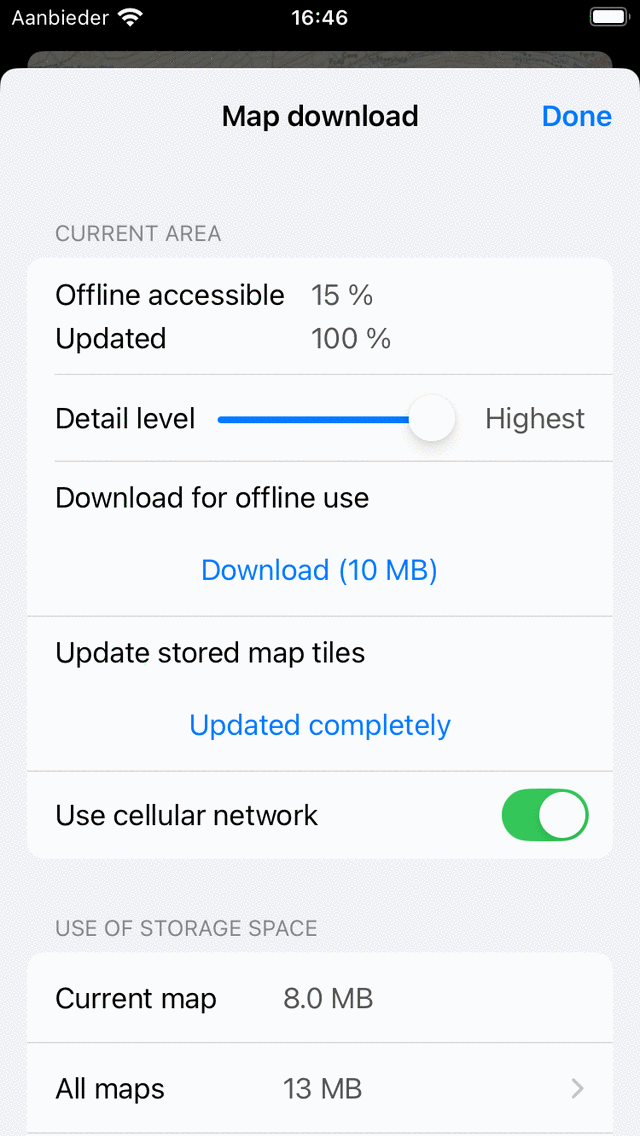 Aanbieder 16:46
Map download Done
CURRENT AREA
Offline accessible 15 %
Updated 100 %
Detail level Highest
Download for offline use
Download (10 MB)
Update stored map tiles
Updated completely
Use cellular network
USE OF STORAGE SPACE
Current map 8.0 MB
All maps 13 MB